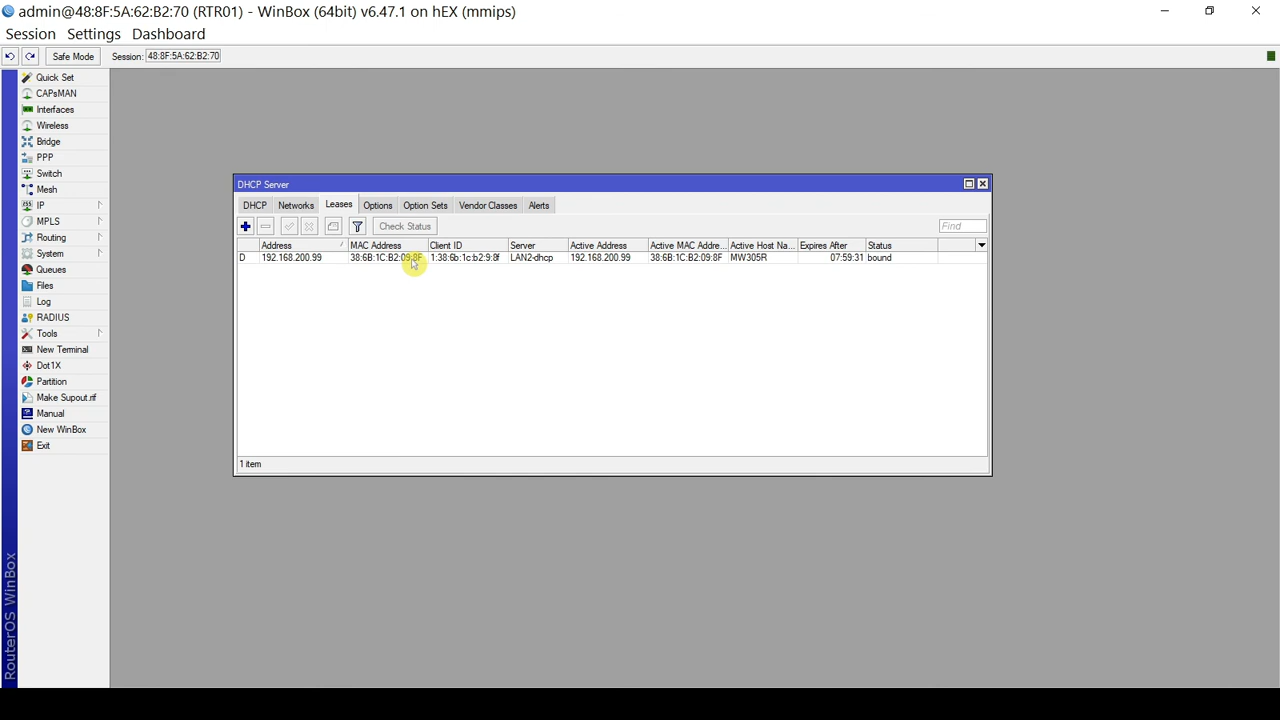 admin@48:8F:5A:62:B2:70 (RTR01) - WinBox (64bit) v6.47.1 on hEX (mmips)
Session Settings Dashboard
Safe Mode Session: 48:8F:5A:62:B2:70
Quick Set
CAPsMAN
Interfaces
Wireless
Bridge
PPP
Switch
Mesh
IP
MPLS
Routing
System
Queues
Files
Log
RADIUS
Tools
New Terminal
Dot1X
Partition
Make Supout.rif
Manual
New WinBox
Exit
RouterOS WinBox
DHCP Server
DHCP Networks Leases Options Option Sets Vendor Classes Alerts
Check Status Find
Address MAC Address Client ID Server Active Address Active MAC Addre... Active Host Na... Expires After Status
D 192.168.200.99 38:6B:1C:B2:09:8F 1:38:6b:1c:b2:9:8f LAN2-dhcp 192.168.200.99 38:6B:1C:B2:09:8F MW305R 07:59:31 bound
1 item